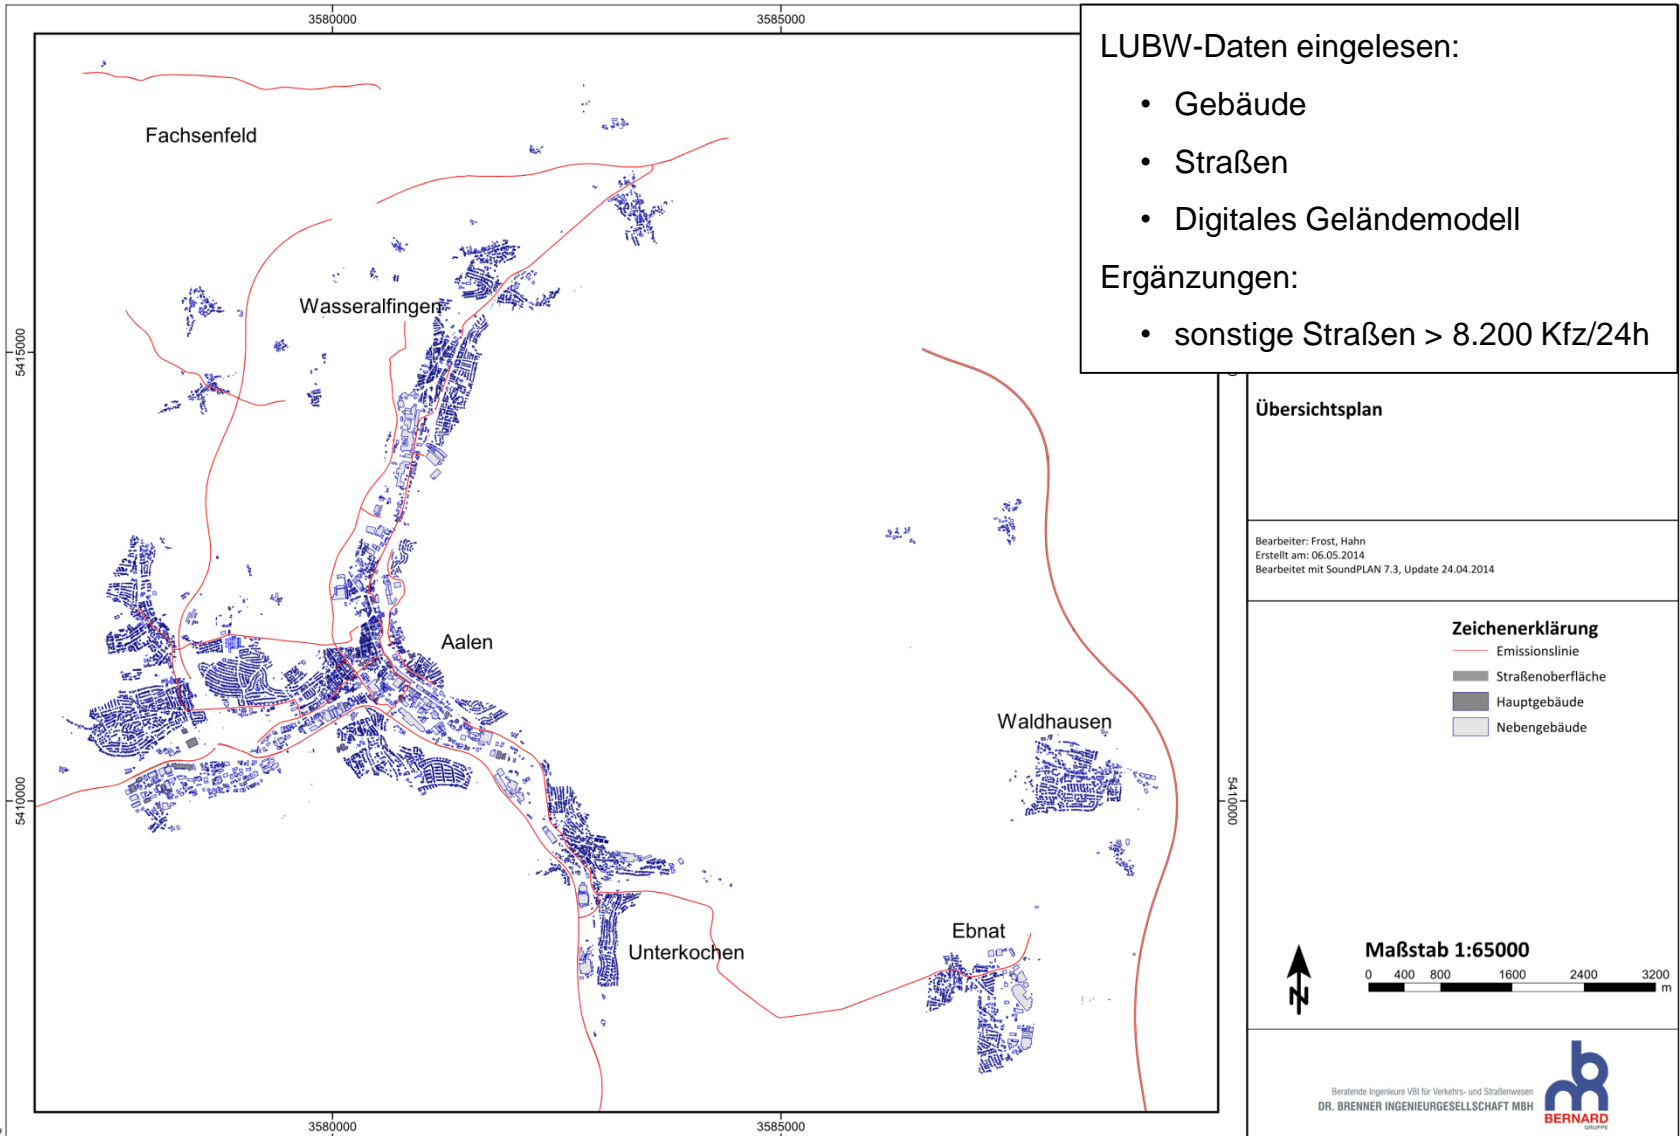 3580000
3585000
LUBW-Daten eingelesen:
• Gebäude
• Straßen
• Digitales Geländemodell
Ergänzungen:
• sonstige Straßen > 8.200 Kfz/24h
Fachsenfeld
Wasseralfingen
5415000
Aalen
Waldhausen
5410000
5410000
Unterkochen
Ebnat
3580000
3585000
Übersichtsplan
Bearbeiter: Frost, Hahn
Erstellt am: 06.05.2014
Bearbeitet mit SoundPLAN 7.3, Update 24.04.2014
Zeichenerklärung
Emissionslinie
Straßenoberfläche
Hauptgebäude
Nebengebäude
Maßstab 1:65000
0 400 800 1600 2400 3200
m
N
Beratende Ingenieure VBI für Verkehrs- und Straßenwesen
DR. BRENNER INGENIEURGESELLSCHAFT MBH
BERNARD
GRUPPE